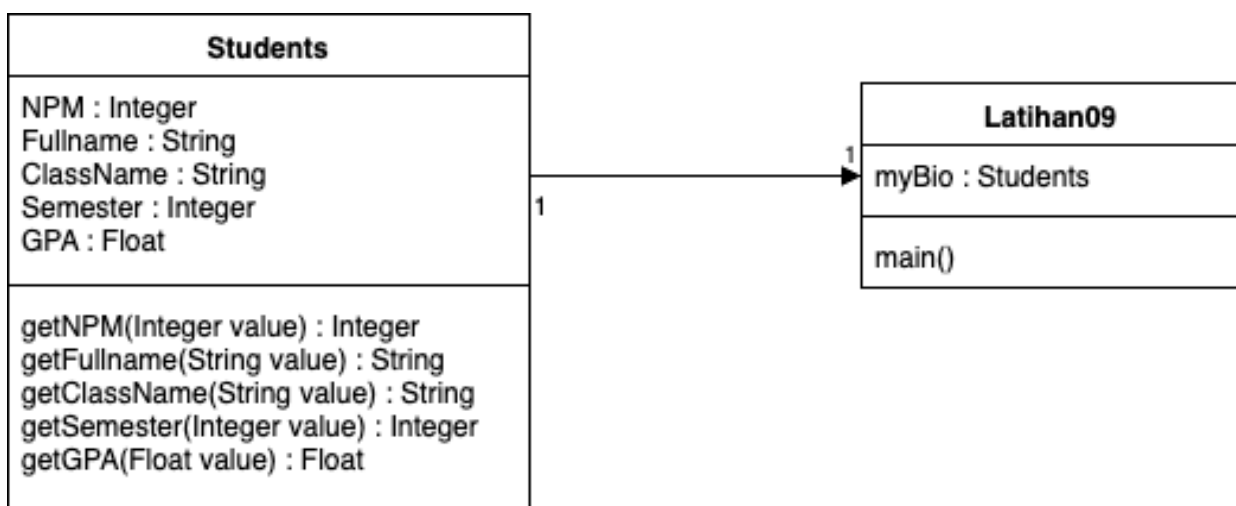 Students
NPM : Integer
Fullname : String
ClassName : String
Semester : Integer
GPA : Float
getNPM(Integer value) : Integer
getFullname(String value) : String
getClassName(String value) : String
getSemester(Integer value) : Integer
getGPA(Float value) : Float
1
1
Latihan09
myBio : Students
main()